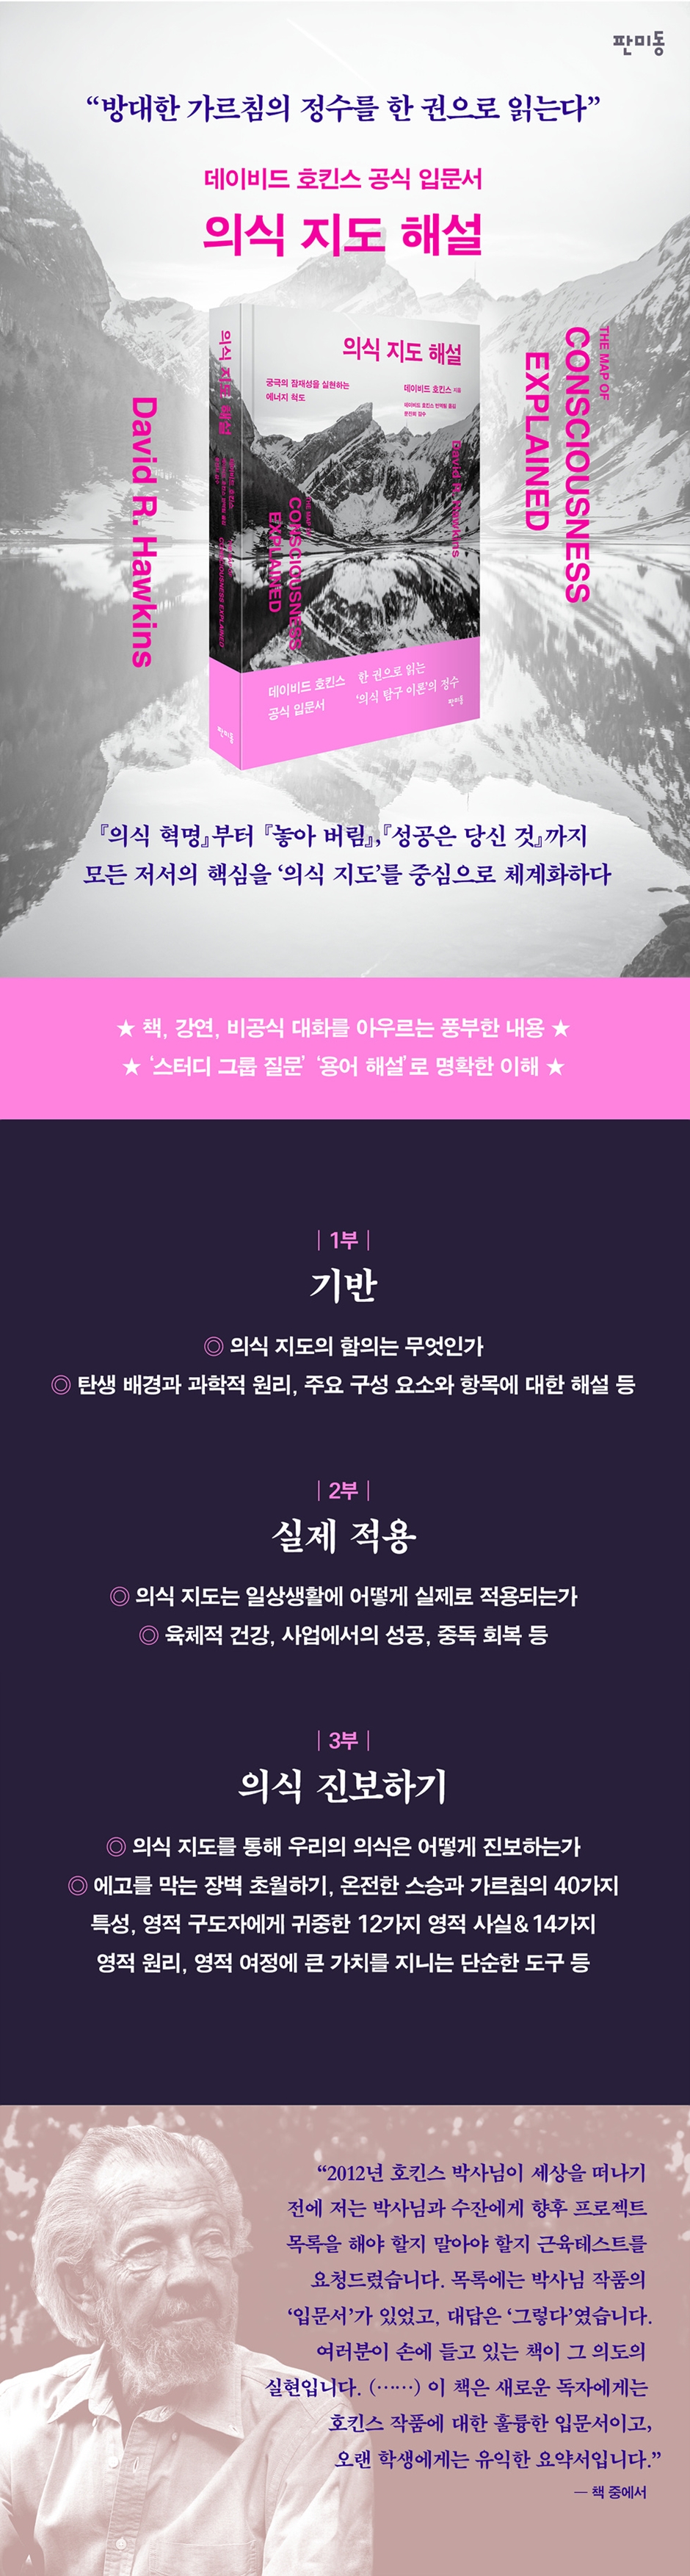 판미동
“방대한 가르침의 정수를 한 권으로 읽는다”
데이비드 호킨스 공식 입문서
의식 지도 해설
THE MAP OF
CONSCIOUSNESS
EXPLAINED
David R. Hawkins
의식 지도 해설
의식 지도 해설
궁극의 잠재성을 실현하는
에너지 척도
데이비드 호킨스 지음
David R. Hawkins
CONSCIOUSNESS
EXPLAINED
데이비드 호킨스
공식 입문서
한 권으로 읽는
‘의식 탐구 이론’의 정수
판미동
판미동
『의식 혁명』부터 『놓아 버림』,『성공은 당신 것』까지
모든 저서의 핵심을 ‘의식 지도’를 중심으로 체계화하다
★ 책, 강연, 비공식 대화를 아우르는 풍부한 내용 ★
★ ‘스터디 그룹 질문’ ‘용어 해설’로 명확한 이해 ★
| 1부 |
기반
◎ 의식 지도의 함의는 무엇인가
◎ 탄생 배경과 과학적 원리, 주요 구성 요소와 항목에 대한 해설 등
| 2부 |
실제 적용
◎ 의식 지도는 일상생활에 어떻게 실제로 적용되는가
◎ 육체적 건강, 사업에서의 성공, 중독 회복 등
| 3부 |
의식 진보하기
◎ 의식 지도를 통해 우리의 의식은 어떻게 진보하는가
◎ 에고를 막는 장벽 초월하기, 온전한 스승과 가르침의 40가지
특성, 영적 구도자에게 귀중한 12가지 영적 사실&14가지
영적 원리, 영적 여정에 큰 가치를 지니는 단순한 도구 등
“2012년 호킨스 박사님이 세상을 떠나기
전에 저는 박사님과 수잔에게 향후 프로젝트
목록을 해야 할지 말아야 할지 근육테스트를
요청드렸습니다. 목록에는 박사님 작품의
‘입문서’가 있었고, 대답은 ‘그렇다’였습니다.
여러분이 손에 들고 있는 책이 그 의도의
실현입니다. (……) 이 책은 새로운 독자에게는
호킨스 작품에 대한 훌륭한 입문서이고,
오랜 학생에게는 유익한 요약서입니다.”
― 책 중에서